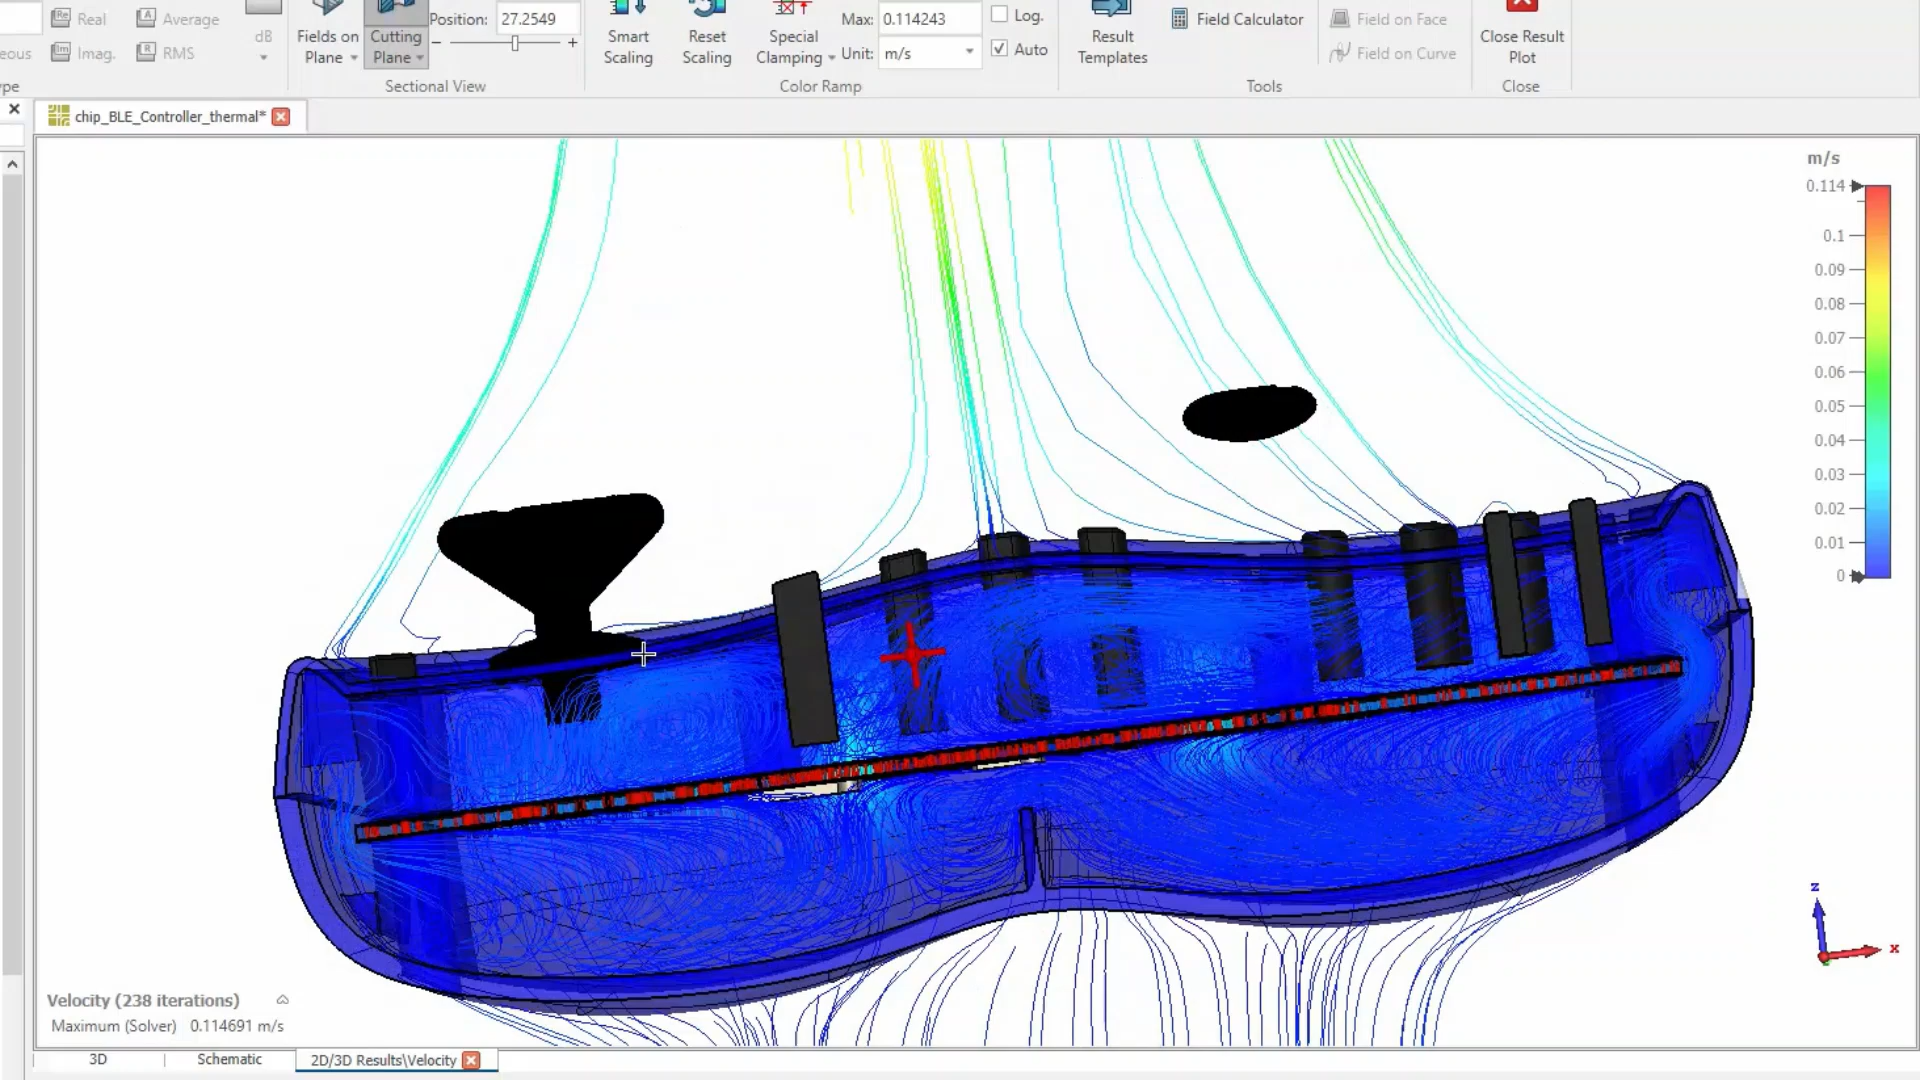 Real
Average
dB
Imag.
RMS
Fields on
Plane
Cutting
Plane
Position: 27.2549
Sectional View
Smart
Scaling
Reset
Scaling
Special
Clamping
Max: 0.114243
Unit: m/s
Log.
Auto
Color Ramp
Result
Templates
Field Calculator
Field on Face
Field on Curve
Tools
Close Result
Plot
Close
chip_BLE_Controller_thermal*
m/s
0.114
0.1
0.09
0.08
0.07
0.06
0.05
0.04
0.03
0.02
0.01
0
z
x
Velocity (238 iterations)
Maximum (Solver) 0.114691 m/s
3D
Schematic
2D/3D Results\Velocity